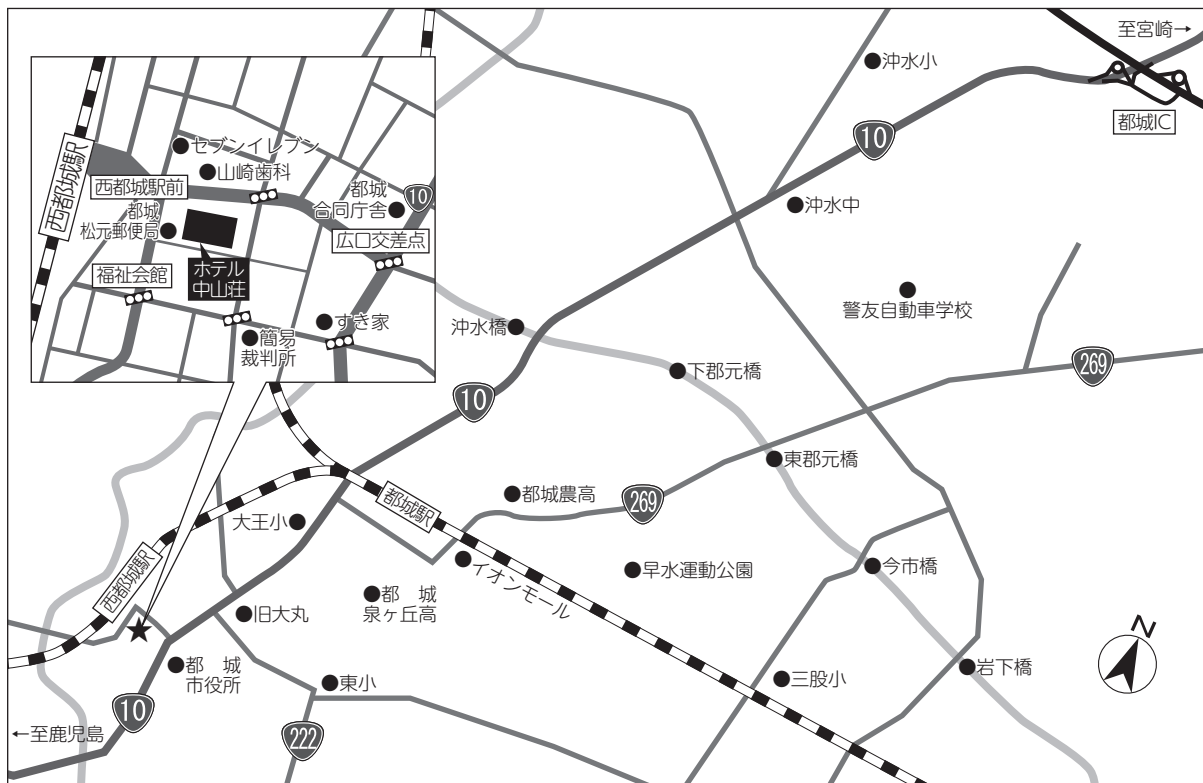 至宮崎→
沖水小
都城IC
10
沖水中
警友自動車学校
269
セブンイレブン
山崎歯科
西都城駅
西都城駅前
都城
合同庁舎
10
都城
松元郵便局
広口交差点
ホテル
中山荘
福祉会館
すき家
簡易
裁判所
沖水橋
下郡元橋
10
東郡元橋
都城農高
269
都城駅
大王小
イオンモール
早水運動公園
今市橋
西都城駅
都 城
泉ヶ丘高
旧大丸
N
都 城
市役所
東小
三股小
岩下橋
10
222
←至鹿児島